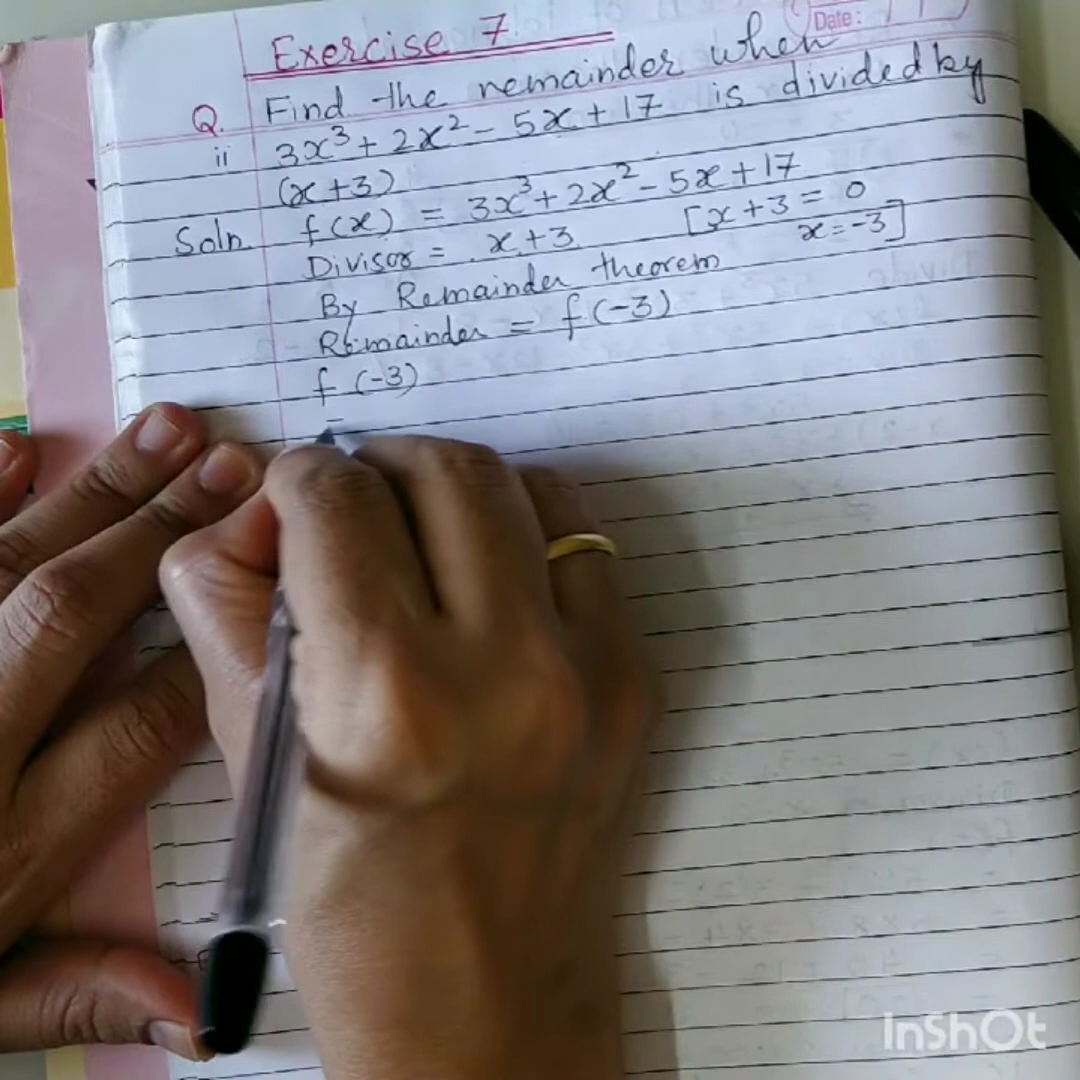 Date:
Exercise 7
Q. Find the remainder when
ii 3x³ + 2x² - 5x + 17 is divided by
(x + 3)
Soln. f(x) = 3x³ + 2x² - 5x + 17
Divisor = x + 3 [x + 3 = 0
x = -3]
By Remainder theorem
Remainder = f(-3)
f(-3)
InShOt